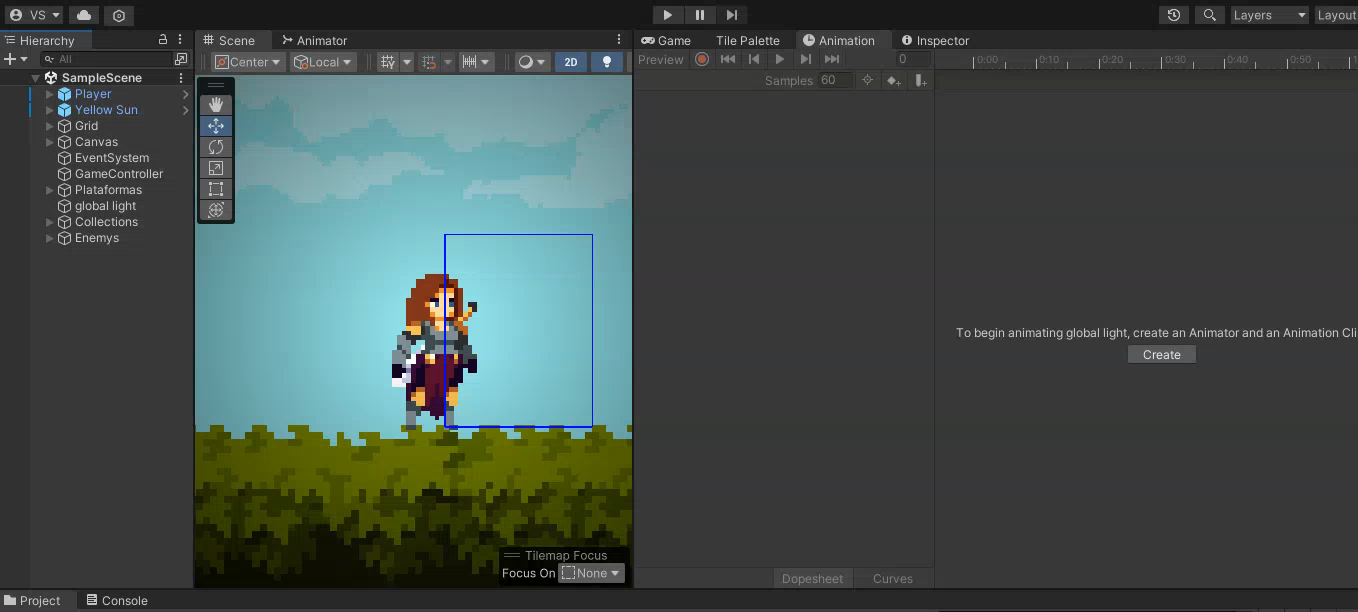 VS
Layers
Layout
Hierarchy
Scene
Animator
Game
Tile Palette
Animation
Inspector
All
Center
Local
2D
Preview
0
0:00
0:10
0:20
0:30
0:40
0:50
Samples 60
SampleScene
Player
Yellow Sun
Grid
Canvas
EventSystem
GameController
Plataformas
global light
Collections
Enemys
To begin animating global light, create an Animator and an Animation Cli
Create
Tilemap Focus
Focus On None
Dopesheet
Curves
Project
Console